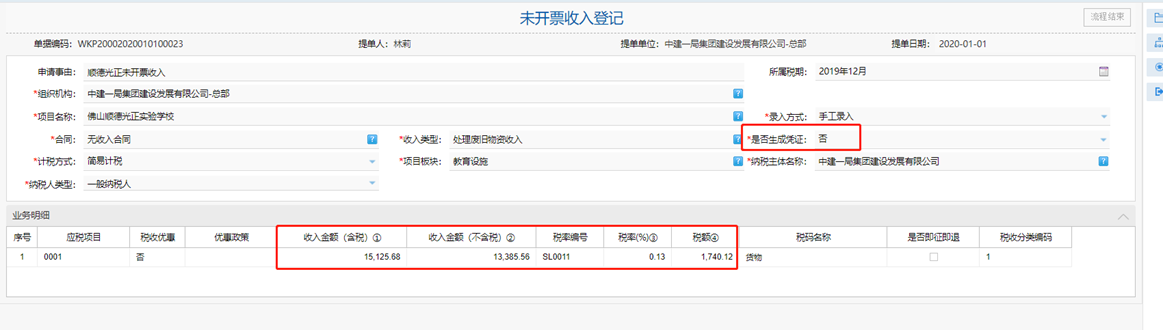 未开票收入登记
流程结束
单据编码： WKP20002020010100023 提单人： 林莉 提单单位： 中建一局集团建设发展有限公司-总部 提单日期： 2020-01-01
申请事由： 顺德光正未开票收入 所属税期： 2019年12月
*组织机构： 中建一局集团建设发展有限公司-总部 ?
*项目名称： 佛山顺德光正实验学校 ? *录入方式： 手工录入
*合同： 无收入合同 ? *收入类型： 处理废旧物资收入 ? *是否生成凭证： 否
*计税方式： 简易计税 *项目板块： 教育设施 ? *纳税主体名称： 中建一局集团建设发展有限公司 ?
*纳税人类型： 一般纳税人
业务明细
序号 应税项目 税收优惠 优惠政策 收入金额（含税）① 收入金额（不含税）② 税率编号 税率(%)③ 税额④ 税码名称 是否即征即退 税收分类编码
1 0001 否 15,125.68 13,385.56 SL0011 0.13 1,740.12 货物 1